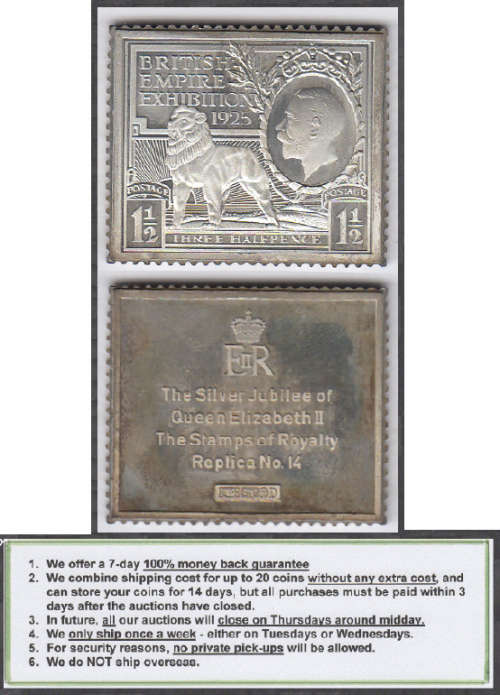 BRITISH
EMPIRE
EXHIBITION
1925
POSTAGE POSTAGE
1½ 1½
THREE HALFPENCE
EIIR
The Silver Jubilee of
Queen Elizabeth II
The Stamps of Royalty
Replica No. 14
1. We offer a 7-day 100% money back guarantee
2. We combine shipping cost for up to 20 coins without any extra cost, and
can store your coins for 14 days, but all purchases must be paid within 3
days after the auctions have closed.
3. In future, all our auctions will close on Thursdays around midday.
4. We only ship once a week - either on Tuesdays or Wednesdays.
5. For security reasons, no private pick-ups will be allowed.
6. We do NOT ship overseas.